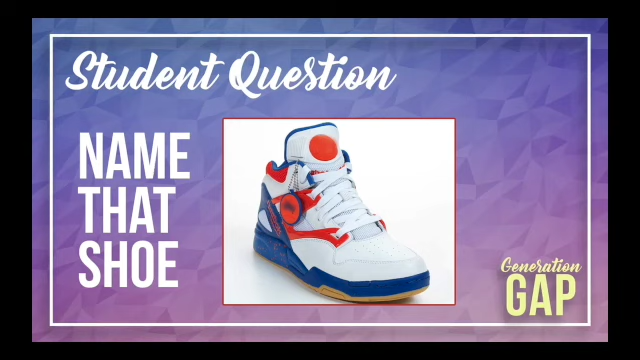 Student Question
NAME
THAT
SHOE
Generation
GAP